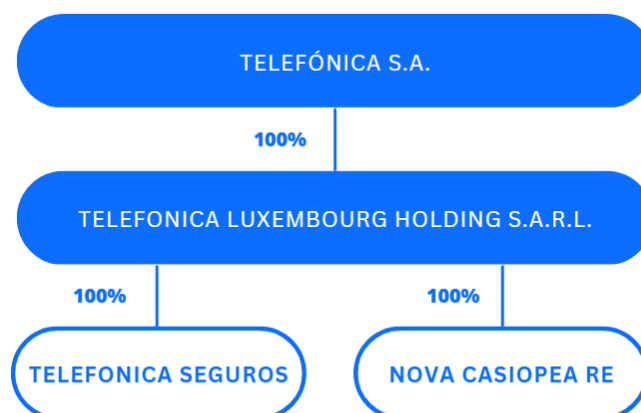 TELEFÓNICA S.A.
100%
TELEFONICA LUXEMBOURG HOLDING S.A.R.L.
100%
100%
TELEFONICA SEGUROS
NOVA CASIOPEA RE